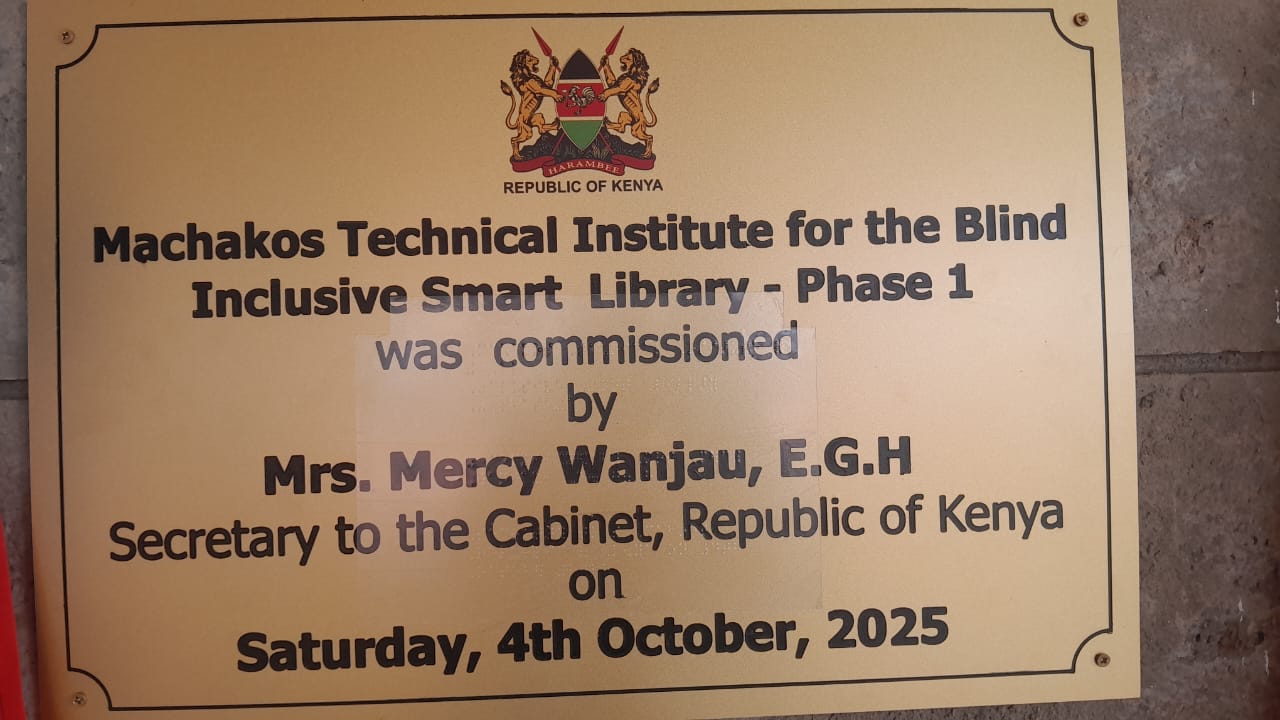 HARAMBEE
REPUBLIC OF KENYA
Machakos Technical Institute for the Blind
Inclusive Smart Library - Phase 1
was commissioned
by
Mrs. Mercy Wanjau, E.G.H
Secretary to the Cabinet, Republic of Kenya
on
Saturday, 4th October, 2025